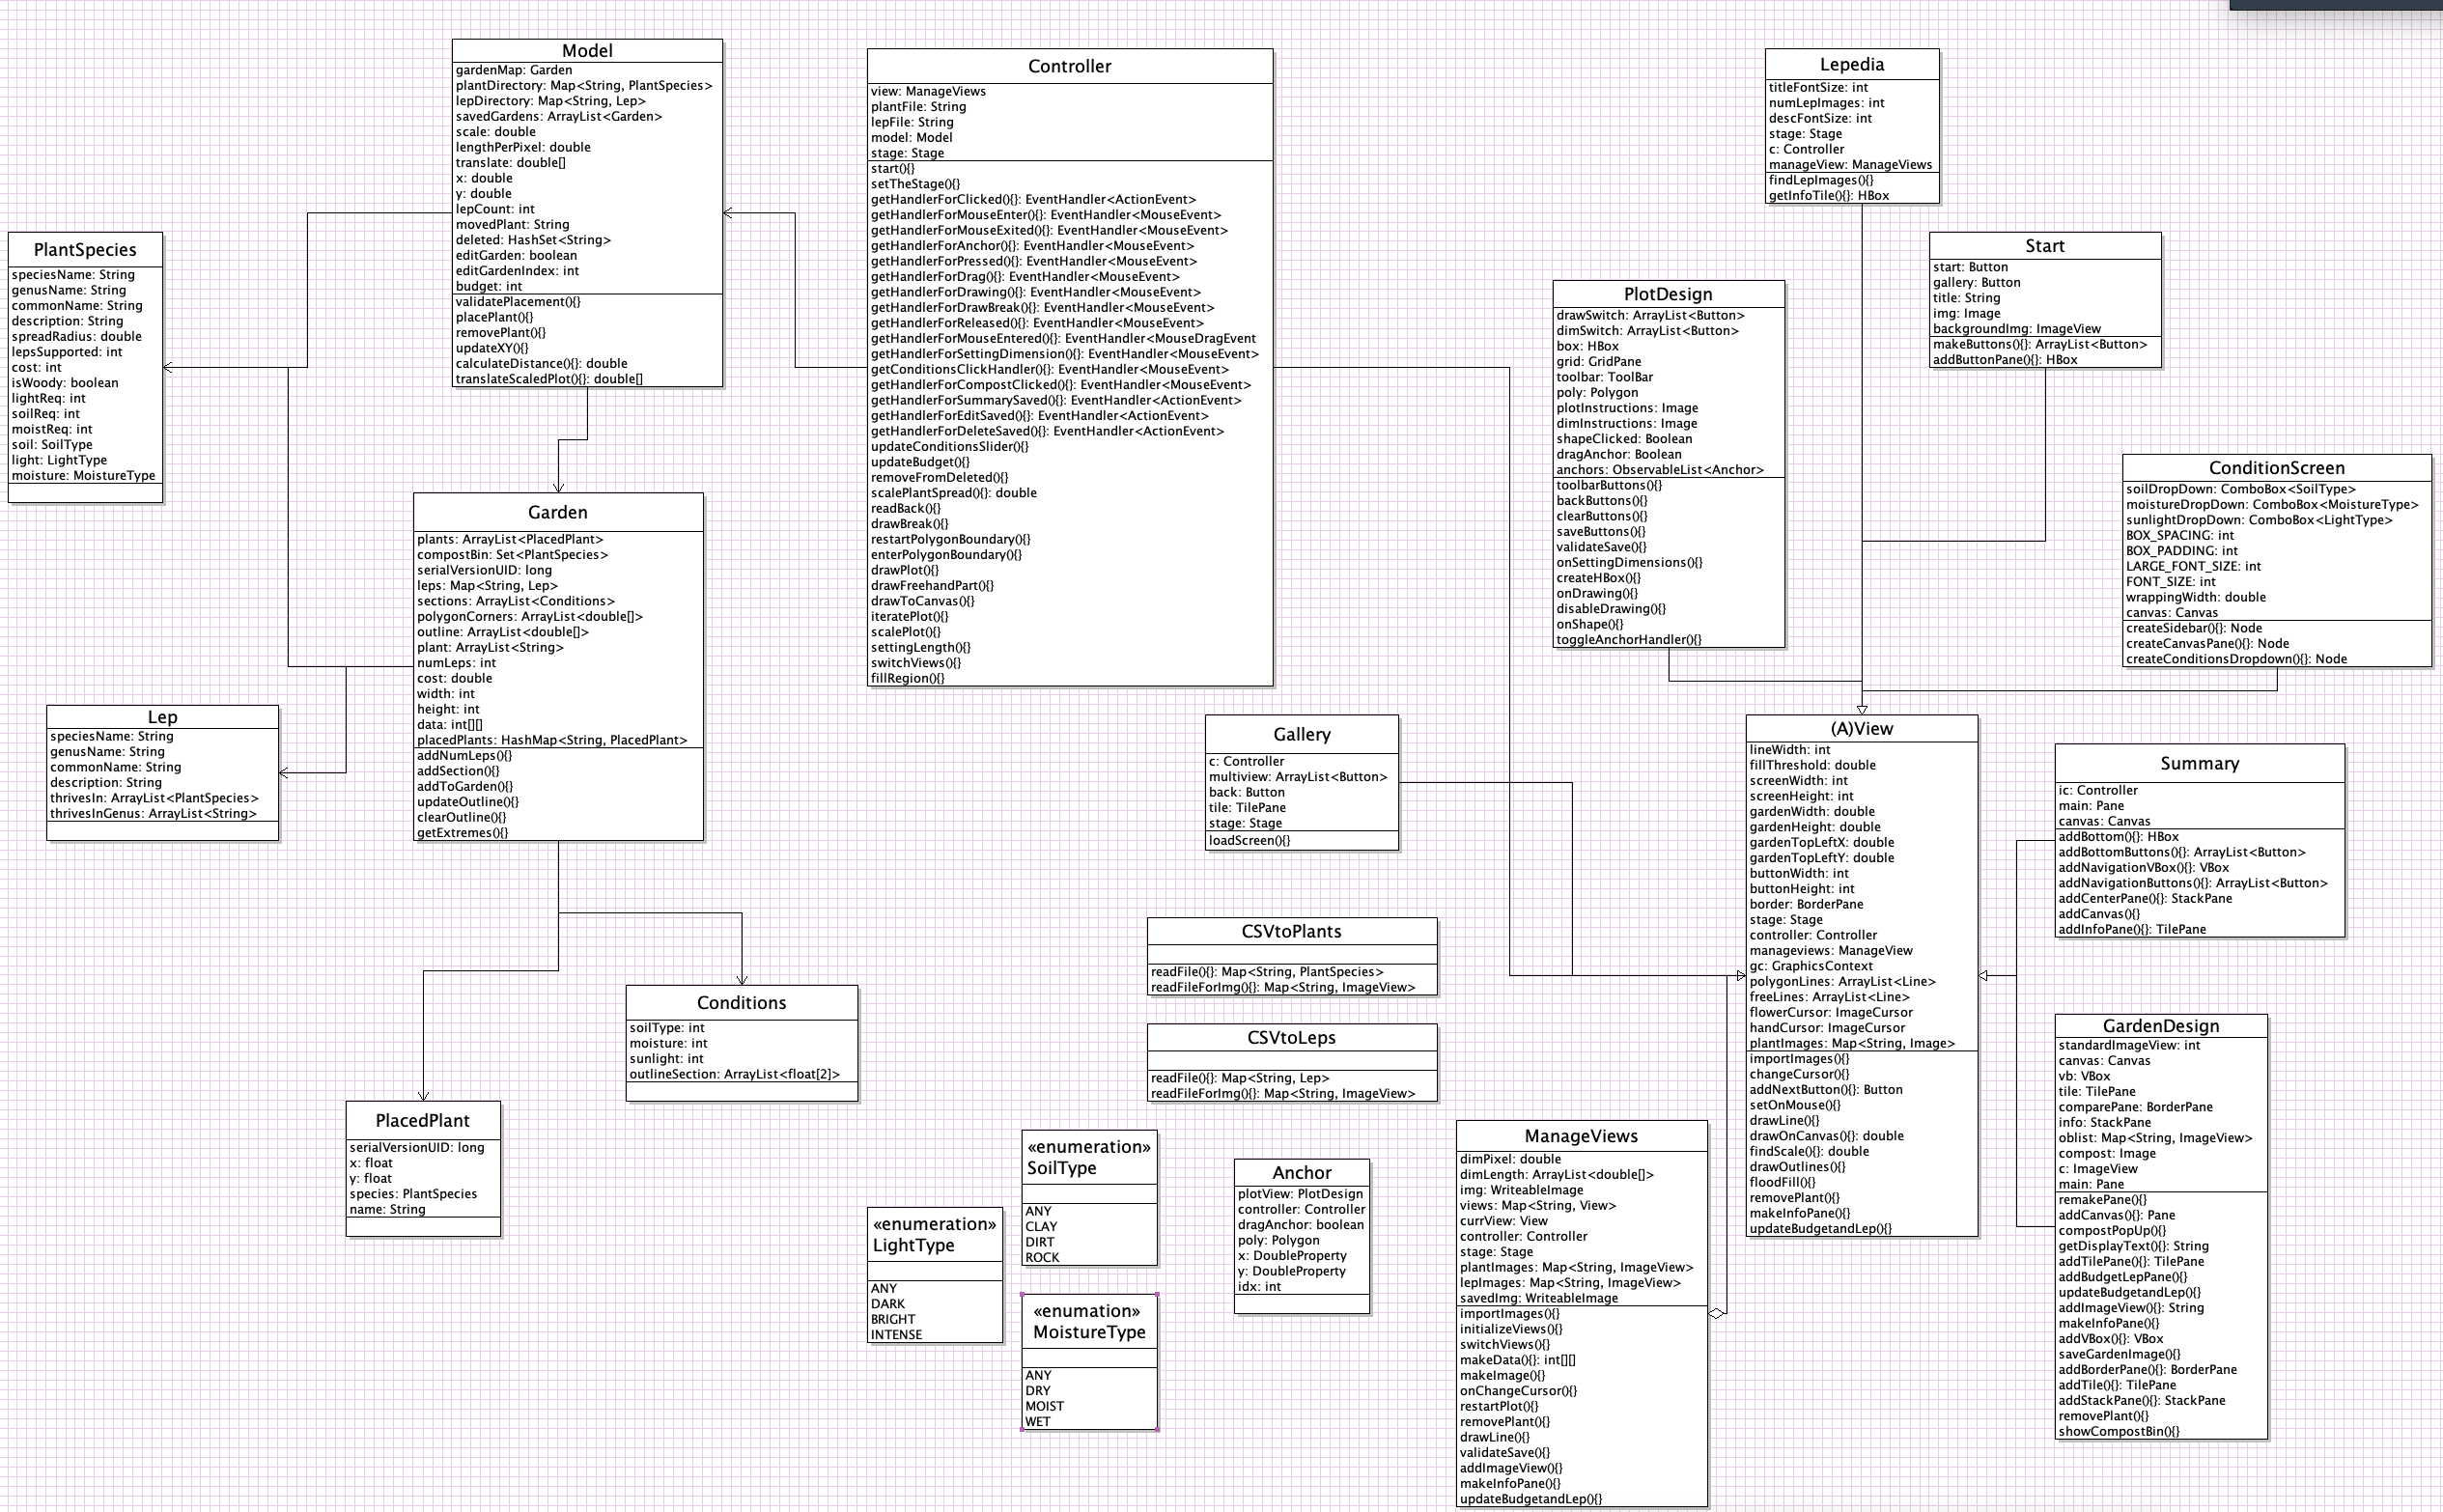 Model
gardenMap: Garden
plantDirectory: Map<String, PlantSpecies>
lepDirectory: Map<String, Lep>
savedGardens: ArrayList<Garden>
scale: double
lengthPerPixel: double
translate: double[]
x: double
y: double
lepCount: int
movedPlant: String
deleted: HashSet<String>
editGarden: boolean
editGardenIndex: int
budget: int
validatePlacement(){}
placePlant(){}
removePlant(){}
updateXY(){}
calculateDistance(){}: double
translateScaledPlot(){}: double[]
Controller
view: ManageViews
plantFile: String
lepFile: String
model: Model
stage: Stage
start(){}
setTheStage(){}
getHandlerForClicked(){}: EventHandler<ActionEvent>
getHandlerForMouseEnter(){}: EventHandler<MouseEvent>
getHandlerForMouseExited(){}: EventHandler<MouseEvent>
getHandlerForAnchor(){}: EventHandler<MouseEvent>
getHandlerForPressed(){}: EventHandler<MouseEvent>
getHandlerForDrag(){}: EventHandler<MouseEvent>
getHandlerForDrawing(){}: EventHandler<MouseEvent>
getHandlerForDrawBreak(){}: EventHandler<MouseEvent>
getHandlerForReleased(){}: EventHandler<MouseEvent>
getHandlerForMouseEntered(){}: EventHandler<MouseDragEvent
getHandlerForSettingDimension(){}: EventHandler<MouseEvent>
getConditionsClickHandler(){}: EventHandler<MouseEvent>
getHandlerForCompostClicked(){}: EventHandler<MouseEvent>
getHandlerForSummarySaved(){}: EventHandler<ActionEvent>
getHandlerForEditSaved(){}: EventHandler<ActionEvent>
getHandlerForDeleteSaved(){}: EventHandler<ActionEvent>
updateConditionsSlider(){}
updateBudget(){}
removeFromDeleted(){}
scalePlantSpread(){}: double
readBack(){}
drawBreak(){}
restartPolygonBoundary(){}
enterPolygonBoundary(){}
drawPlot(){}
drawFreehandPart(){}
drawToCanvas(){}
iteratePlot(){}
scalePlot(){}
settingLength(){}
switchViews(){}
fillRegion(){}
Lepedia
titleFontSize: int
numLepImages: int
descFontSize: int
stage: Stage
c: Controller
manageView: ManageViews
findLepImages(){}
getInfoTile(){}: HBox
PlantSpecies
speciesName: String
genusName: String
commonName: String
description: String
spreadRadius: double
lepsSupported: int
cost: int
isWoody: boolean
lightReq: int
soilReq: int
moistReq: int
soil: SoilType
light: LightType
moisture: MoistureType
Start
start: Button
gallery: Button
title: String
img: Image
backgroundImg: ImageView
makeButtons(){}: ArrayList<Button>
addButtonPane(){}: HBox
PlotDesign
drawSwitch: ArrayList<Button>
dimSwitch: ArrayList<Button>
box: HBox
grid: GridPane
toolbar: ToolBar
poly: Polygon
plotInstructions: Image
dimInstructions: Image
shapeClicked: Boolean
dragAnchor: Boolean
anchors: ObservableList<Anchor>
toolbarButtons(){}
backButtons(){}
clearButtons(){}
saveButtons(){}
validateSave(){}
onSettingDimensions(){}
createHBox(){}
onDrawing(){}
disableDrawing(){}
onShape(){}
toggleAnchorHandler(){}
ConditionScreen
soilDropDown: ComboBox<SoilType>
moistureDropDown: ComboBox<MoistureType>
sunlightDropDown: ComboBox<LightType>
BOX_SPACING: int
BOX_PADDING: int
LARGE_FONT_SIZE: int
FONT_SIZE: int
wrappingWidth: double
canvas: Canvas
createSidebar(){}: Node
createCanvasPane(){}: Node
createConditionsDropdown(){}: Node
Garden
plants: ArrayList<PlacedPlant>
compostBin: Set<PlantSpecies>
serialVersionUID: long
leps: Map<String, Lep>
sections: ArrayList<Conditions>
polygonCorners: ArrayList<double[]>
outline: ArrayList<double[]>
plant: ArrayList<String>
numLeps: int
cost: double
width: int
height: int
data: int[][]
placedPlants: HashMap<String, PlacedPlant>
addNumLeps(){}
addSection(){}
addToGarden(){}
updateOutline(){}
clearOutline(){}
getExtremes(){}
Lep
speciesName: String
genusName: String
commonName: String
description: String
thrivesIn: ArrayList<PlantSpecies>
thrivesInGenus: ArrayList<String>
Gallery
c: Controller
multiview: ArrayList<Button>
back: Button
tile: TilePane
stage: Stage
loadScreen(){}
(A)View
lineWidth: int
fillThreshold: double
screenWidth: int
screenHeight: int
gardenWidth: double
gardenHeight: double
gardenTopLeftX: double
gardenTopLeftY: double
buttonWidth: int
buttonHeight: int
border: BorderPane
stage: Stage
controller: Controller
manageviews: ManageView
gc: GraphicsContext
polygonLines: ArrayList<Line>
freeLines: ArrayList<Line>
flowerCursor: ImageCursor
handCursor: ImageCursor
plantImages: Map<String, Image>
importImages(){}
changeCursor(){}
addNextButton(){}: Button
setOnMouse(){}
drawLine(){}
drawOnCanvas(){}: double
findScale(){}: double
drawOutlines(){}
floodFill(){}
removePlant(){}
makeInfoPane(){}
updateBudgetandLep(){}
Summary
ic: Controller
main: Pane
canvas: Canvas
addBottom(){}: HBox
addBottomButtons(){}: ArrayList<Button>
addNavigationVBox(){}: VBox
addNavigationButtons(){}: ArrayList<Button>
addCenterPane(){}: StackPane
addCanvas(){}
addInfoPane(){}: TilePane
CSVtoPlants
readFile(){}: Map<String, PlantSpecies>
readFileForImg(){}: Map<String, ImageView>
CSVtoLeps
readFile(){}: Map<String, Lep>
readFileForImg(){}: Map<String, ImageView>
Conditions
soilType: int
moisture: int
sunlight: int
outlineSection: ArrayList<float[2]>
PlacedPlant
serialVersionUID: long
x: float
y: float
species: PlantSpecies
name: String
«enumeration»
LightType
ANY
DARK
BRIGHT
INTENSE
«enumeration»
SoilType
ANY
CLAY
DIRT
ROCK
«enumation»
MoistureType
ANY
DRY
MOIST
WET
Anchor
plotView: PlotDesign
controller: Controller
dragAnchor: boolean
poly: Polygon
x: DoubleProperty
y: DoubleProperty
idx: int
ManageViews
dimPixel: double
dimLength: ArrayList<double[]>
img: WriteableImage
views: Map<String, View>
currView: View
controller: Controller
stage: Stage
plantImages: Map<String, ImageView>
lepImages: Map<String, ImageView>
savedImg: WriteableImage
importImages(){}
initializeViews(){}
switchViews(){}
makeData(){}: int[][]
makeImage(){}
onChangeCursor(){}
restartPlot(){}
removePlant(){}
drawLine(){}
validateSave(){}
addImageView(){}
makeInfoPane(){}
updateBudgetandLep(){}
GardenDesign
standardImageView: int
canvas: Canvas
vb: VBox
tile: TilePane
comparePane: BorderPane
info: StackPane
oblist: Map<String, ImageView>
compost: Image
c: ImageView
main: Pane
remakePane(){}
addCanvas(){}: Pane
compostPopUp(){}
getDisplayText(){}: String
addTilePane(){}: TilePane
addBudgetLepPane(){}
updateBudgetandLep(){}
addImageView(){}: String
makeInfoPane(){}
addVBox(){}: VBox
saveGardenImage(){}
addBorderPane(){}: BorderPane
addTile(){}: TilePane
addStackPane(){}: StackPane
removePlant(){}
showCompostBin(){}